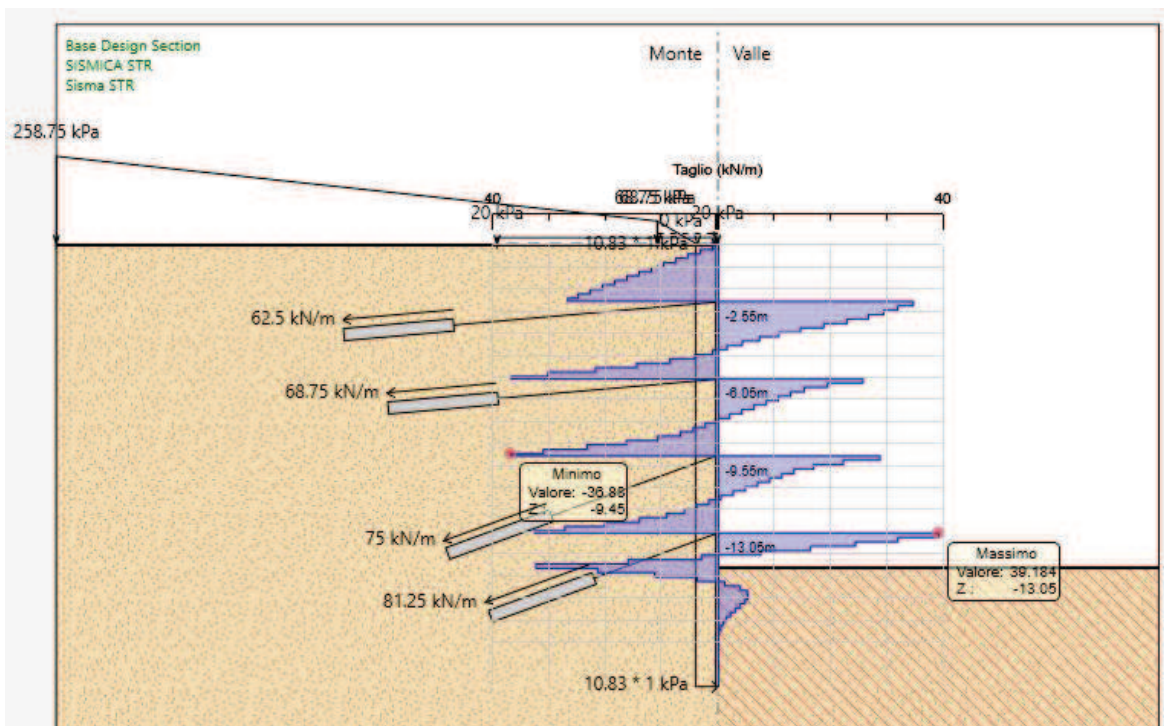 Base Design Section
SISMICA STR
Sisma STR
Monte
Valle
258.75 kPa
Taglio (kN/m)
40
68.75 kPa
40
20 kPa
0 kPa
20 kPa
10.83 * 1 kPa
62.5 kN/m
-2.55m
68.75 kN/m
-6.05m
Minimo
Valore: -36.88
Z : -9.45
-9.55m
75 kN/m
-13.05m
Massimo
Valore: 39.184
Z : -13.05
81.25 kN/m
10.83 * 1 kPa